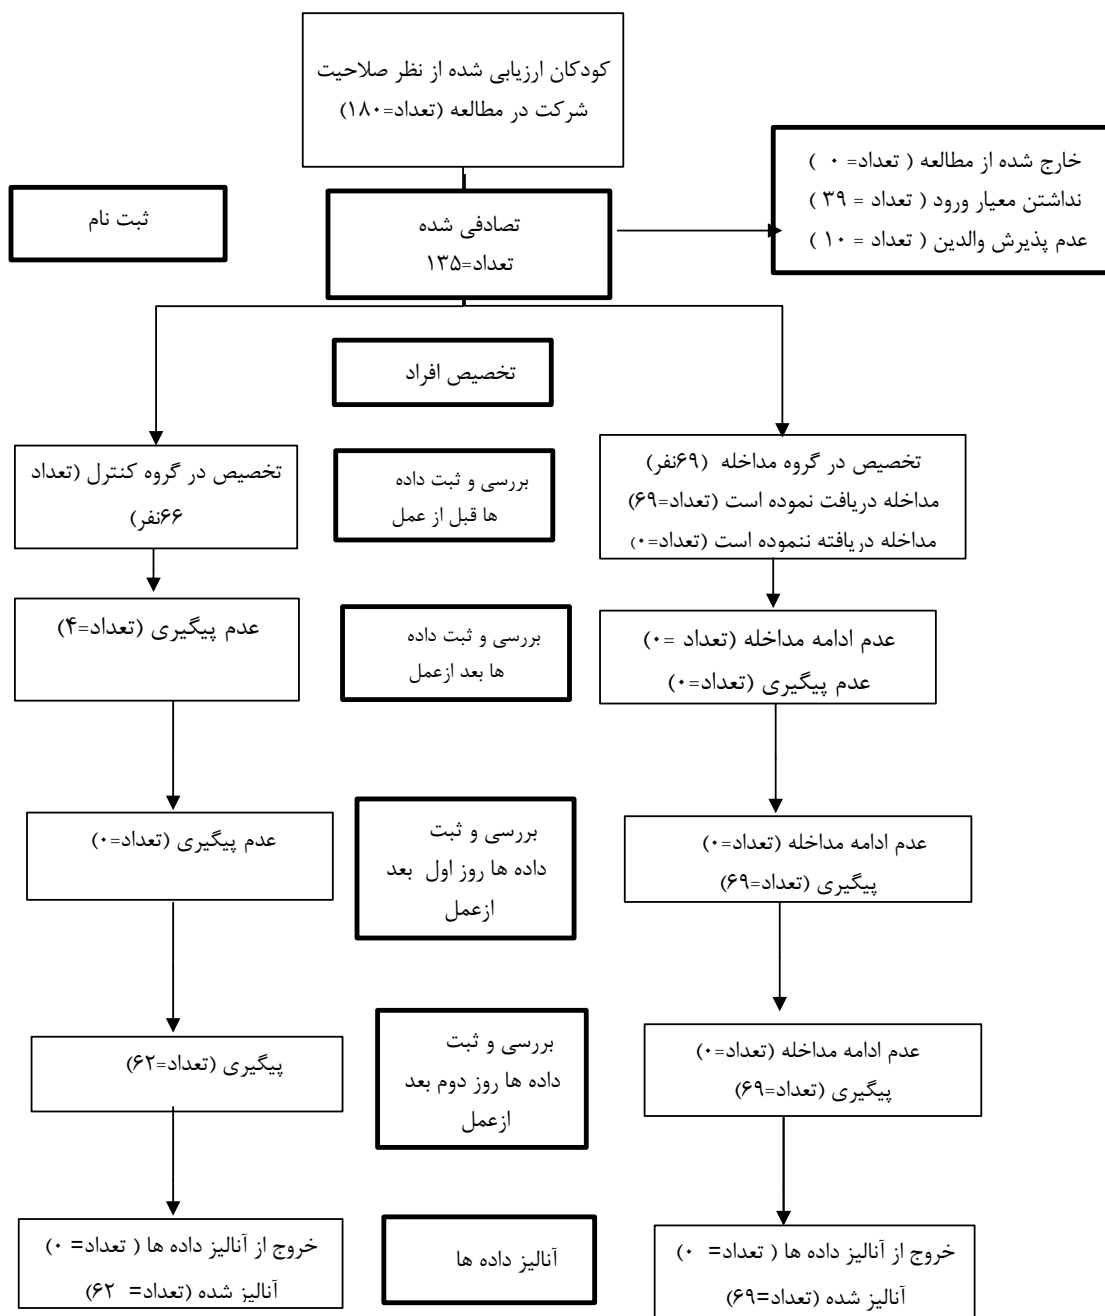 کودکان ارزیابی شده از نظر صلاحیت
شرکت در مطالعه (تعداد=۱۸۰)
خارج شده از مطالعه ( تعداد= ۰ )
نداشتن معیار ورود ( تعداد = ۳۹ )
عدم پذیرش والدین ( تعداد = ۱۰ )
تصادفی شده
تعداد=۱۳۵
ثبت نام
تخصیص افراد
تخصیص در گروه مداخله (۶۹نفر)
مداخله دریافت نموده است (تعداد=۶۹)
مداخله دریافته ننموده است (تعداد=۰)
بررسی و ثبت داده
ها قبل از عمل
تخصیص در گروه کنترل (تعداد
۶۶نفر)
عدم ادامه مداخله (تعداد =۰)
عدم پیگیری (تعداد=۰)
بررسی و ثبت داده
ها بعد ازعمل
عدم پیگیری (تعداد=۴)
عدم ادامه مداخله (تعداد=۰)
پیگیری (تعداد=۶۹)
بررسی و ثبت
داده ها روز اول بعد
ازعمل
عدم پیگیری (تعداد=۰)
عدم ادامه مداخله (تعداد=۰)
پیگیری (تعداد=۶۹)
بررسی و ثبت
داده ها روز دوم بعد
ازعمل
پیگیری (تعداد=۶۲)
خروج از آنالیز داده ها ( تعداد= ۰)
آنالیز شده (تعداد=۶۹)
آنالیز داده ها
خروج از آنالیز داده ها ( تعداد= ۰)
آنالیز شده (تعداد= ۶۲)